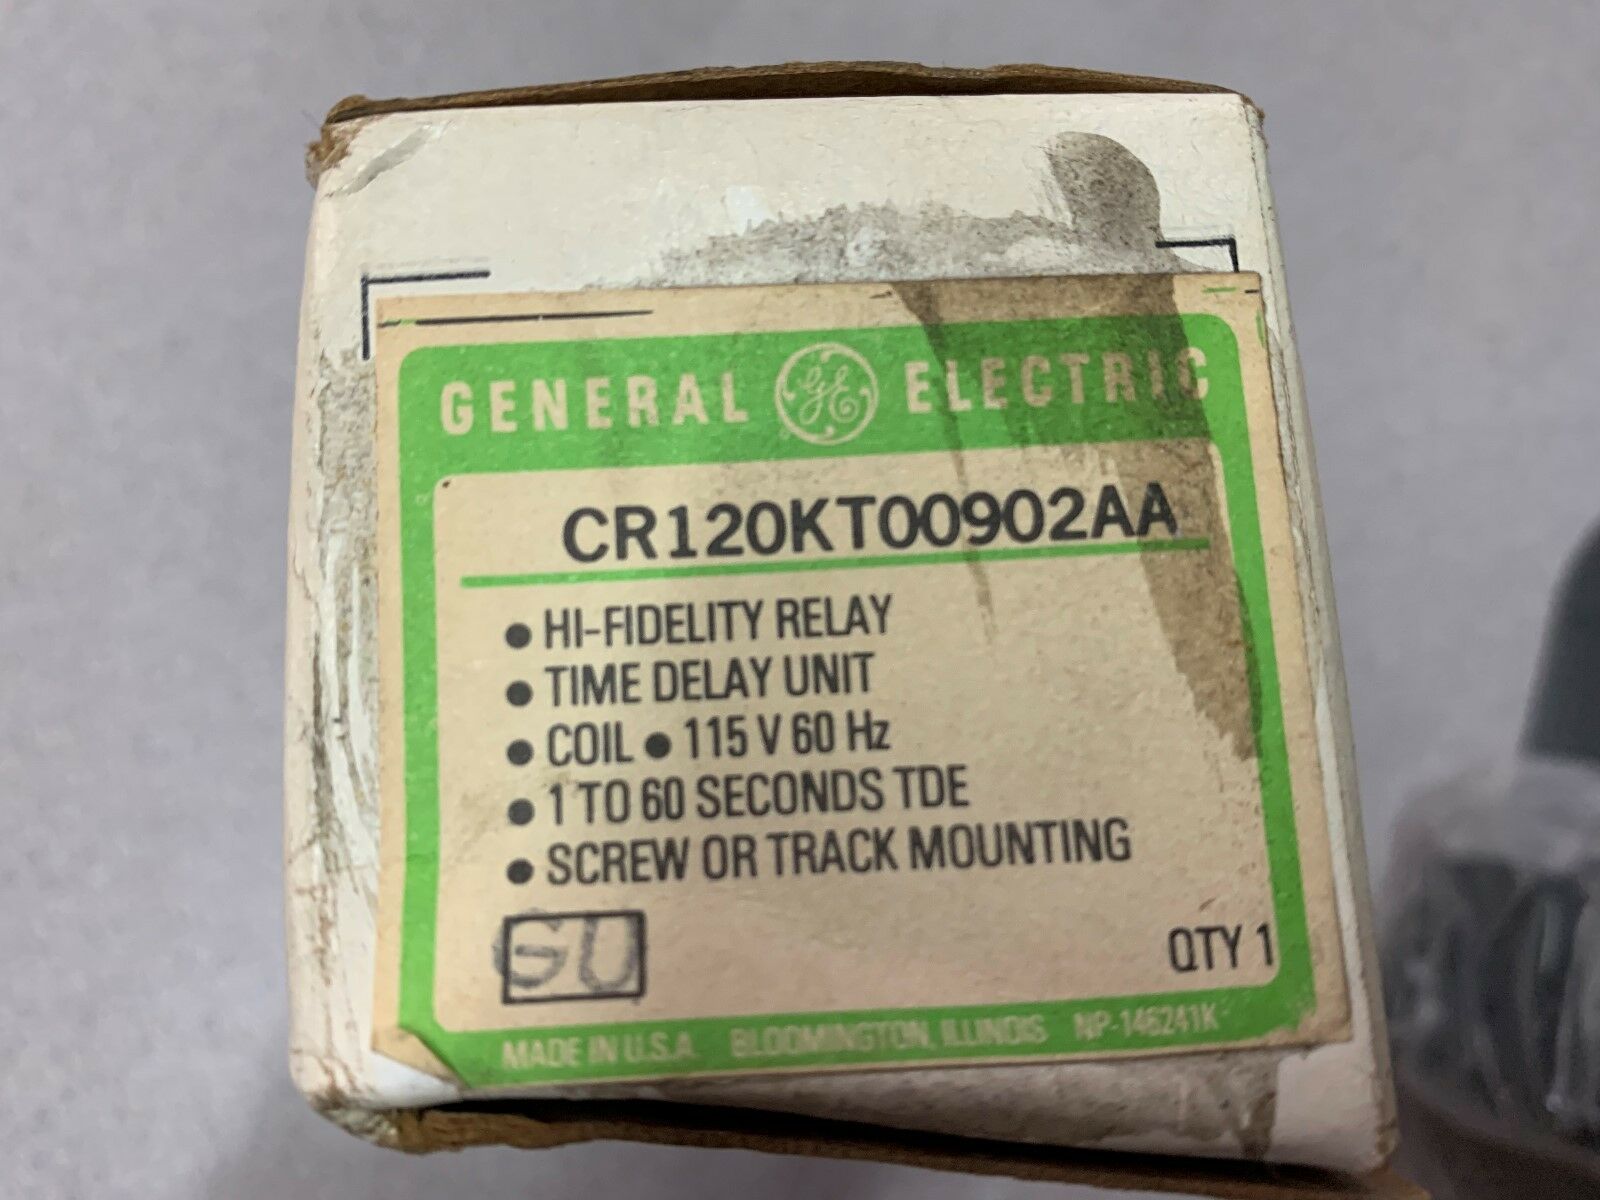 GENERAL GE ELECTRIC
CR120KT00902AA
● HI-FIDELITY RELAY
● TIME DELAY UNIT
● COIL ● 115 V 60 Hz
● 1 TO 60 SECONDS TDE
● SCREW OR TRACK MOUNTING
GU
QTY 1
MADE IN U.S.A. BLOOMINGTON, ILLINOIS NP-146241K